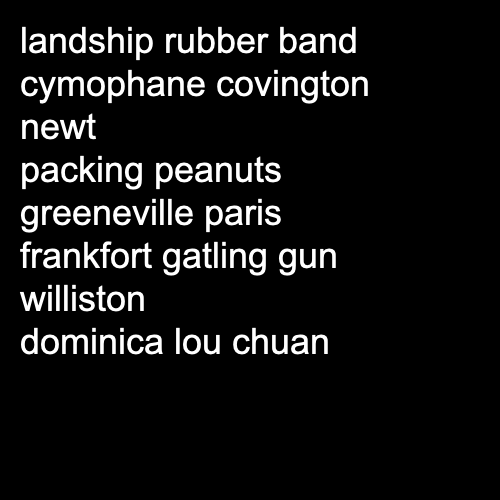 landship rubber band
cymophane covington
newt
packing peanuts
greeneville paris
frankfort gatling gun
williston
dominica lou chuan